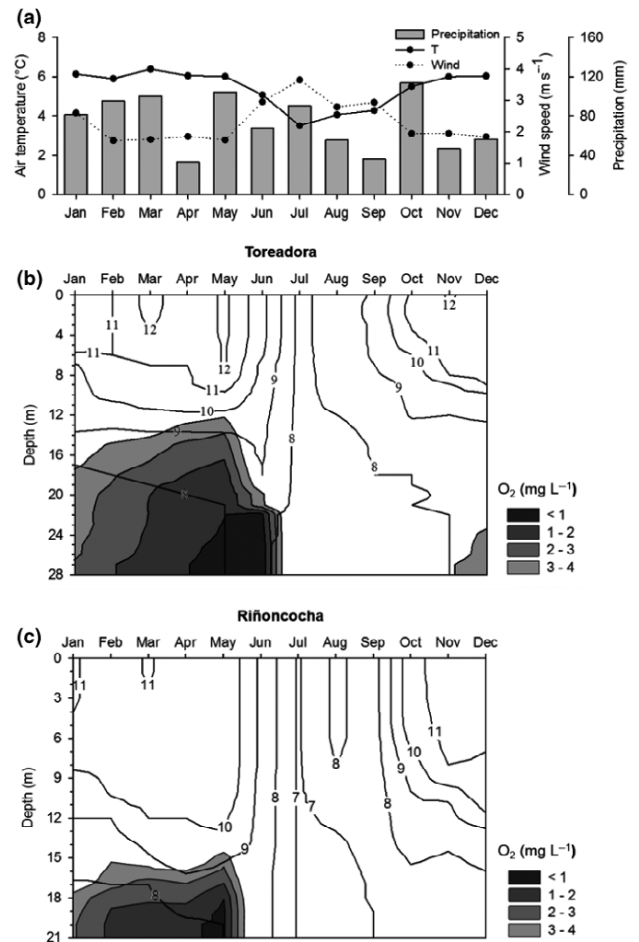 (a)
8
6
4
2
0
Air temperature (°C)
Precipitation
T
Wind
5
4
3
2
1
0
Wind speed (m s⁻¹)
160
120
80
40
0
Precipitation (mm)
Jan Feb Mar Apr May Jun Jul Aug Sep Oct Nov Dec
Toreadora
(b)
Jan Feb Mar Apr May Jun Jul Aug Sep Oct Nov Dec
0
4
8
12
16
20
24
28
Depth (m)
11
12
12
12
11
11
10
10
11
9
9
10
9
8
8
8
O₂ (mg L⁻¹)
< 1
1 - 2
2 - 3
3 - 4
Riñoncocha
(c)
Jan Feb Mar Apr May Jun Jul Aug Sep Oct Nov Dec
0
3
6
9
12
15
18
21
Depth (m)
11
11
11
8
10
9
8 7 7
10
8
9
8
O₂ (mg L⁻¹)
< 1
1 - 2
2 - 3
3 - 4